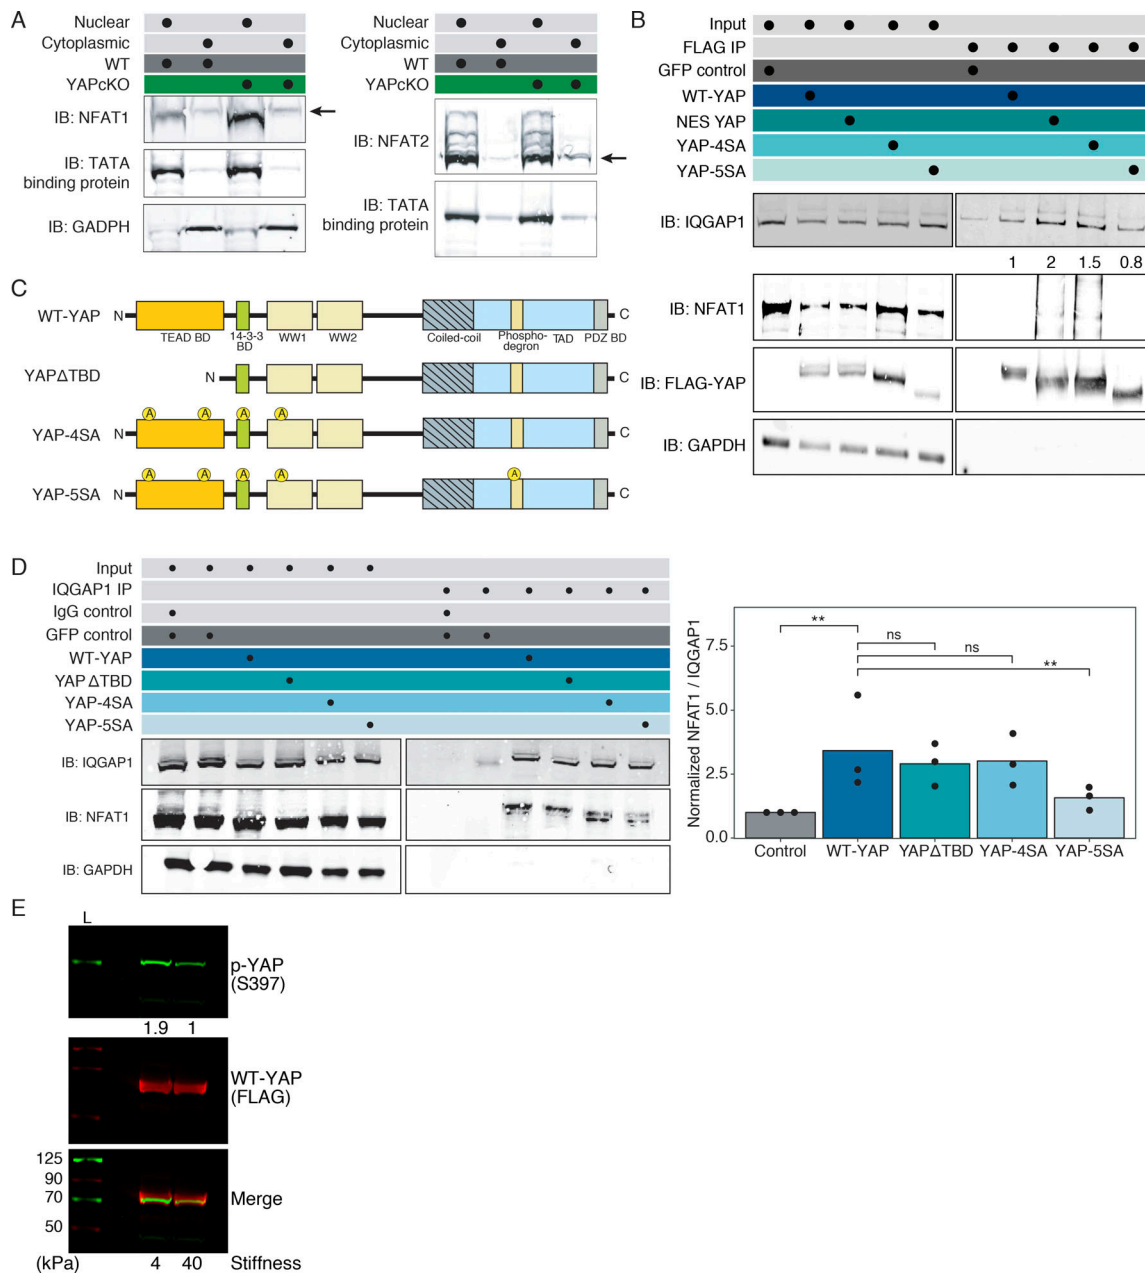 A
Nuclear
Cytoplasmic
WT
YAPcKO
IB: NFAT1
IB: TATA
binding protein
IB: GADPH
Nuclear
Cytoplasmic
WT
YAPcKO
IB: NFAT2
IB: TATA
binding protein
B
Input
FLAG IP
GFP control
WT-YAP
NES YAP
YAP-4SA
YAP-5SA
IB: IQGAP1
1 2 1.5 0.8
IB: NFAT1
IB: FLAG-YAP
IB: GAPDH
C
WT-YAP N C
TEAD BD 14-3-3 BD WW1 WW2 Coiled-coil Phospho-degron TAD PDZ BD
YAPΔTBD N C
A A A A
YAP-4SA N C
A A A A A
YAP-5SA N C
D
Input
IQGAP1 IP
IgG control
GFP control
WT-YAP
YAP ΔTBD
YAP-4SA
YAP-5SA
IB: IQGAP1
IB: NFAT1
IB: GAPDH
Normalized NFAT1 / IQGAP1
7.5
5.0
2.5
0.0
**
ns
ns
**
Control WT-YAP YAPΔTBD YAP-4SA YAP-5SA
E
L
p-YAP
(S397)
1.9 1
WT-YAP
(FLAG)
125
90
70
50
Merge
(kPa) 4 40 Stiffness